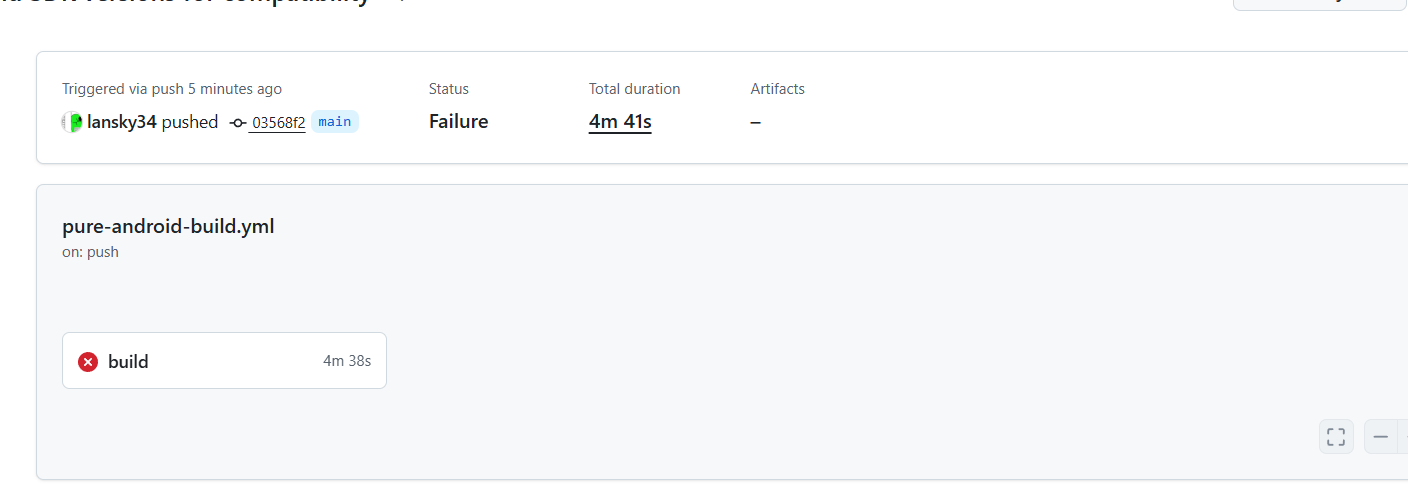 SDK versions for compatibility
Triggered via push 5 minutes ago
lansky34 pushed 03568f2 main
Status
Failure
Total duration
4m 41s
Artifacts
–
pure-android-build.yml
on: push
build 4m 38s